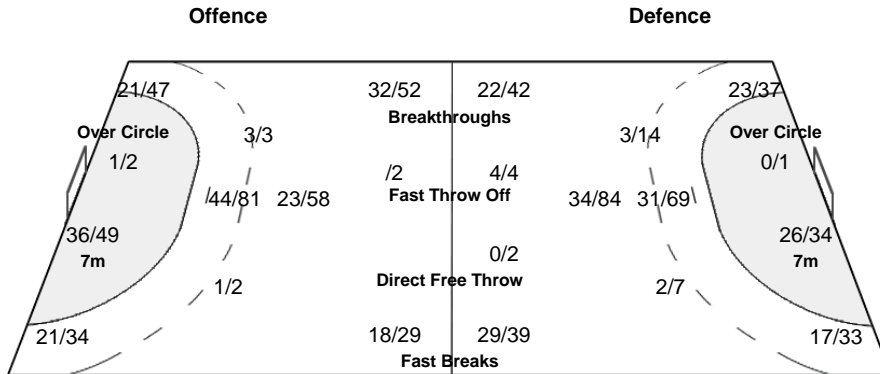 Offence Defence
21/47 32/52 22/42 23/37
Breakthroughs
Over Circle 3/3 3/14 Over Circle
1/2 /2 4/4 0/1
44/81 23/58 Fast Throw Off 34/84 31/69
36/49 26/34
7m 0/2 7m
Direct Free Throw
1/2 2/7
21/34 18/29 29/39 17/33
Fast Breaks